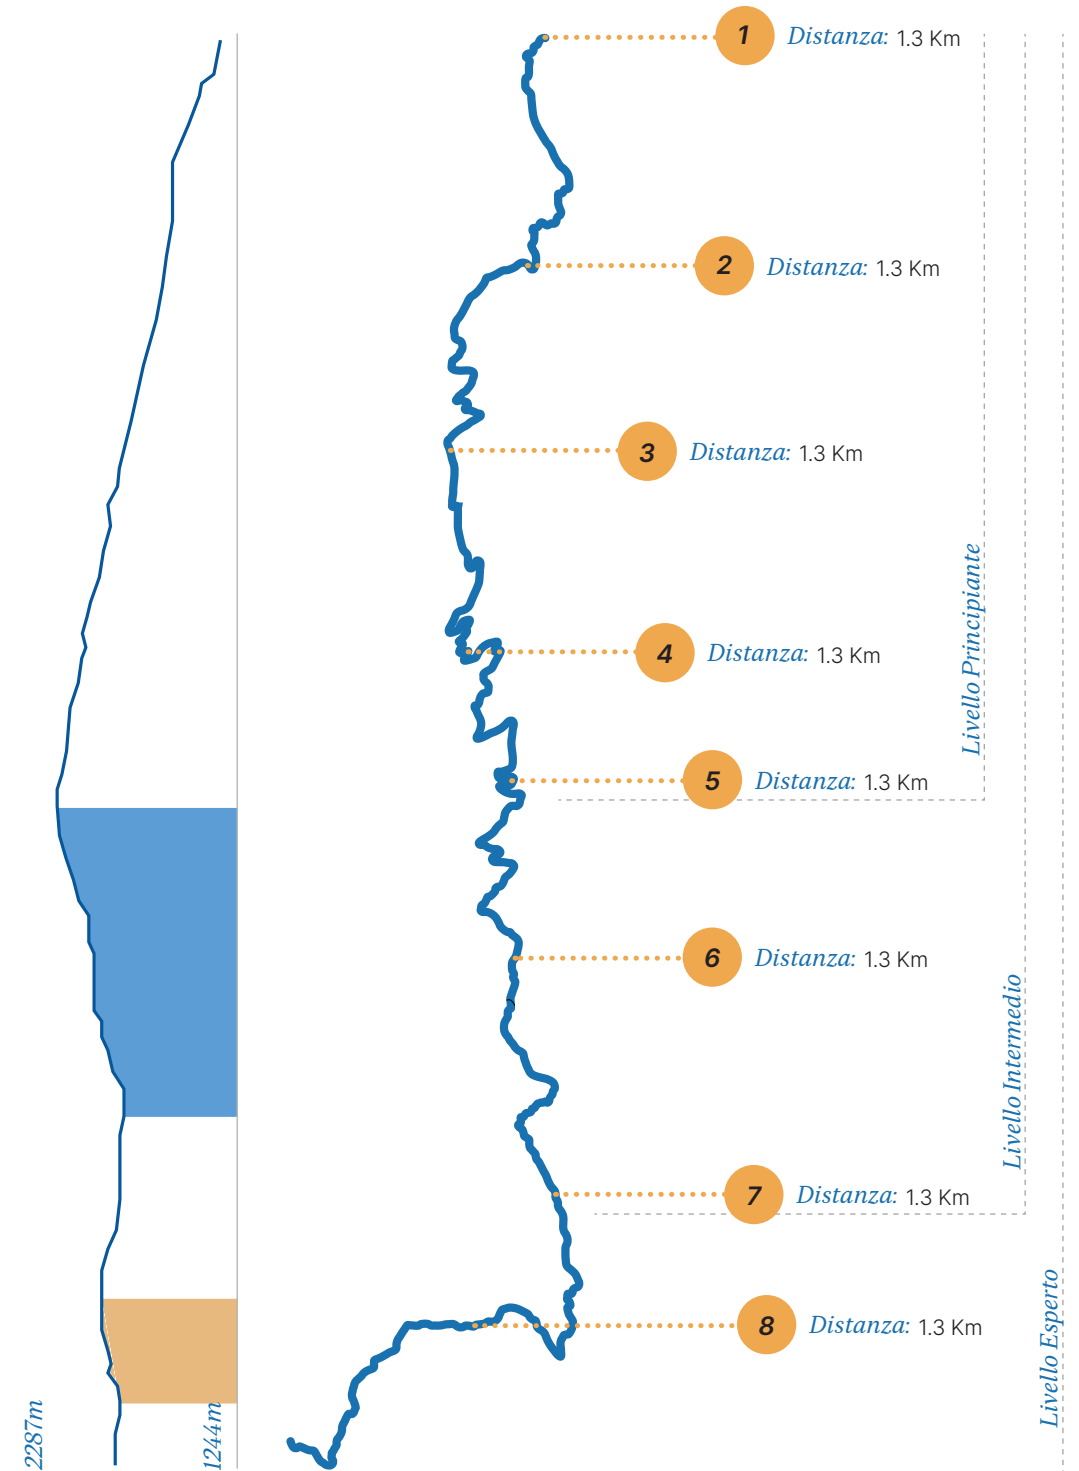 1 Distanza: 1.3 Km
2 Distanza: 1.3 Km
3 Distanza: 1.3 Km
4 Distanza: 1.3 Km
Livello Principiante
5 Distanza: 1.3 Km
6 Distanza: 1.3 Km
Livello Intermedio
7 Distanza: 1.3 Km
8 Distanza: 1.3 Km
Livello Esperto
2287m
1244m